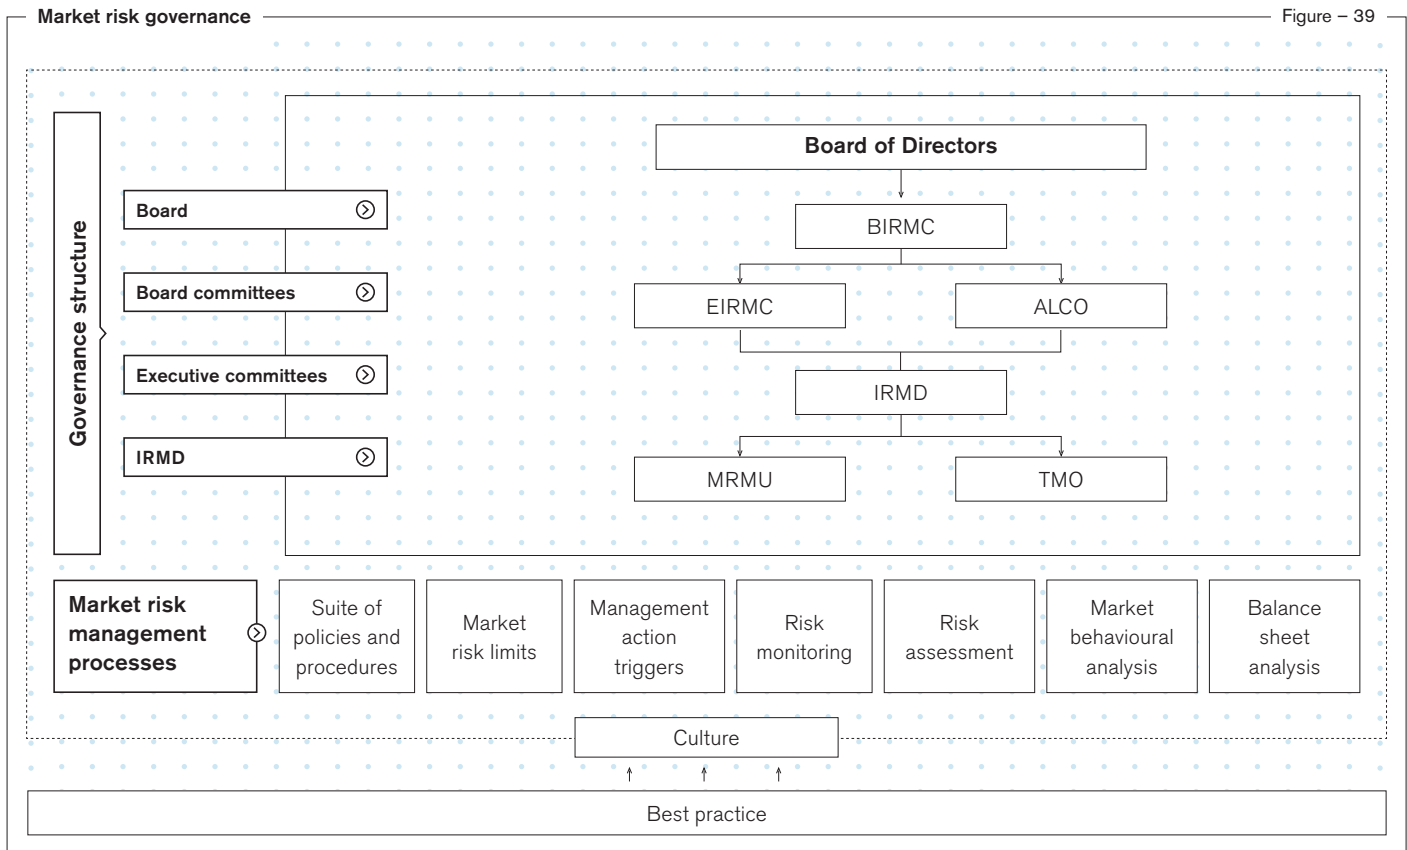 Market risk governance
Figure – 39
Governance structure
Board of Directors
Board
BIRMC
Board committees
EIRMC
ALCO
Executive committees
IRMD
IRMD
MRMU
TMO
Market risk
management
processes
Suite of
policies and
procedures
Market
risk limits
Management
action
triggers
Risk
monitoring
Risk
assessment
Market
behavioural
analysis
Balance
sheet
analysis
Culture
Best practice